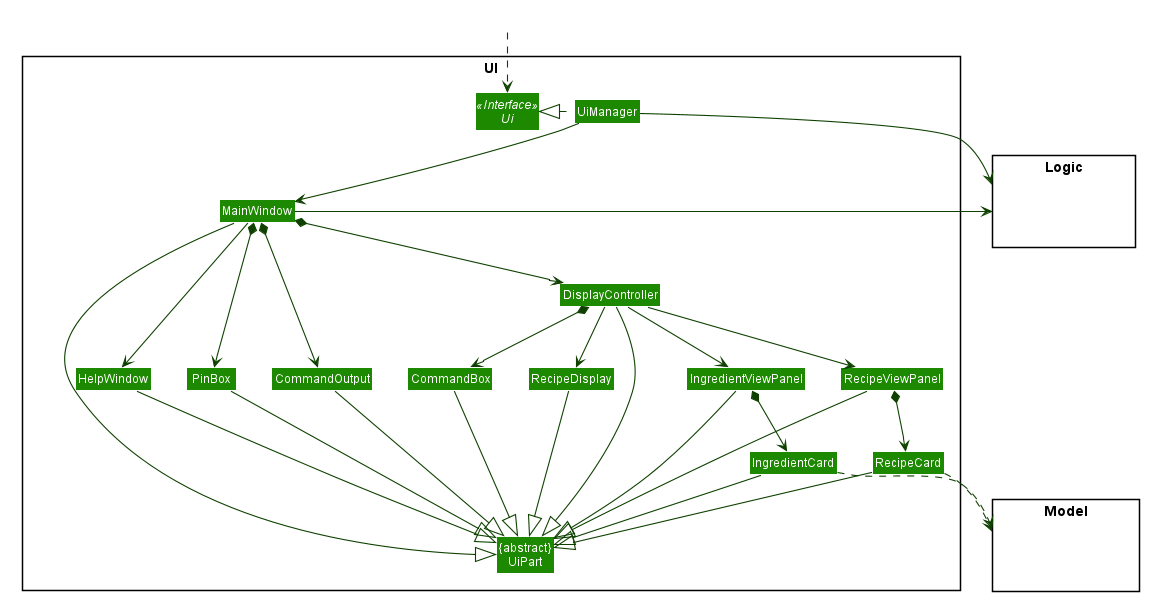 UI
«Interface»
Ui
UiManager
Logic
MainWindow
DisplayController
HelpWindow
PinBox
CommandOutput
CommandBox
RecipeDisplay
IngredientViewPanel
RecipeViewPanel
IngredientCard
RecipeCard
Model
{abstract}
UiPart